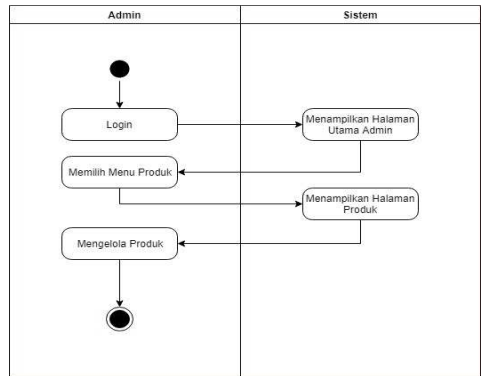 Admin
Sistem
Login
Menampilkan Halaman
Utama Admin
Memilih Menu Produk
Menampilkan Halaman
Produk
Mengelola Produk